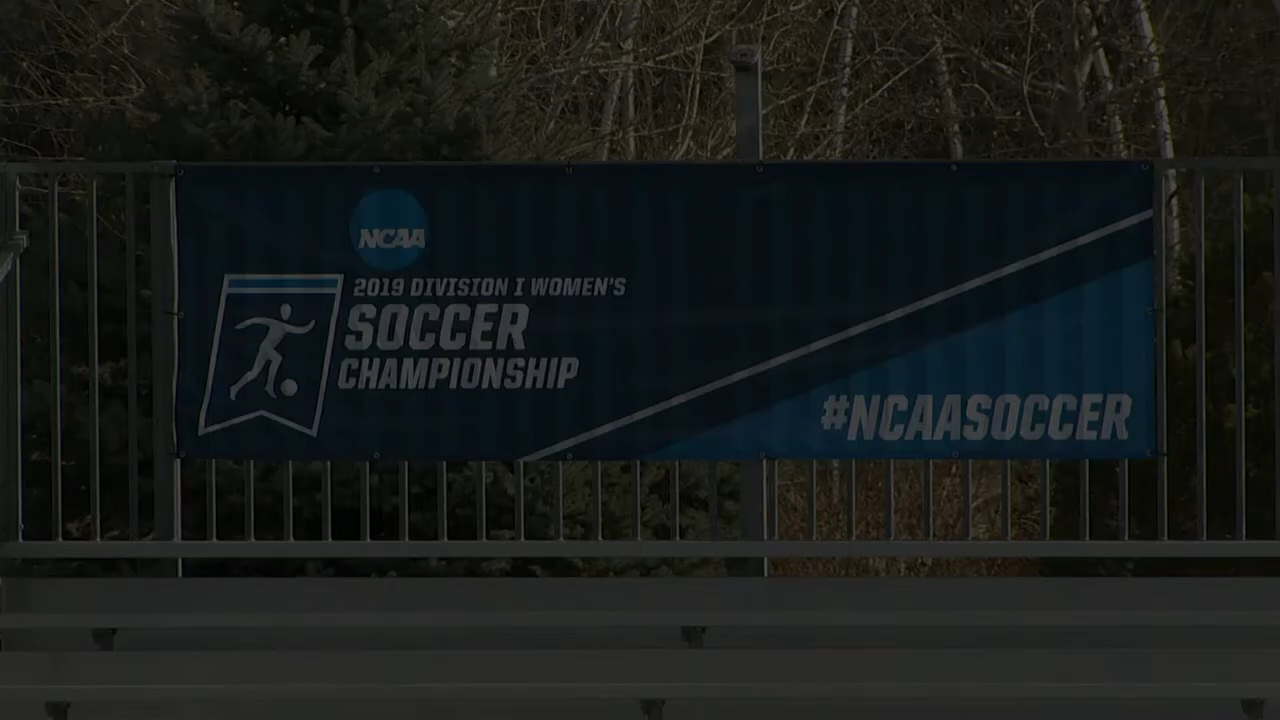 NCAA
2019 DIVISION I WOMEN'S
SOCCER
CHAMPIONSHIP
#NCAASOCCER